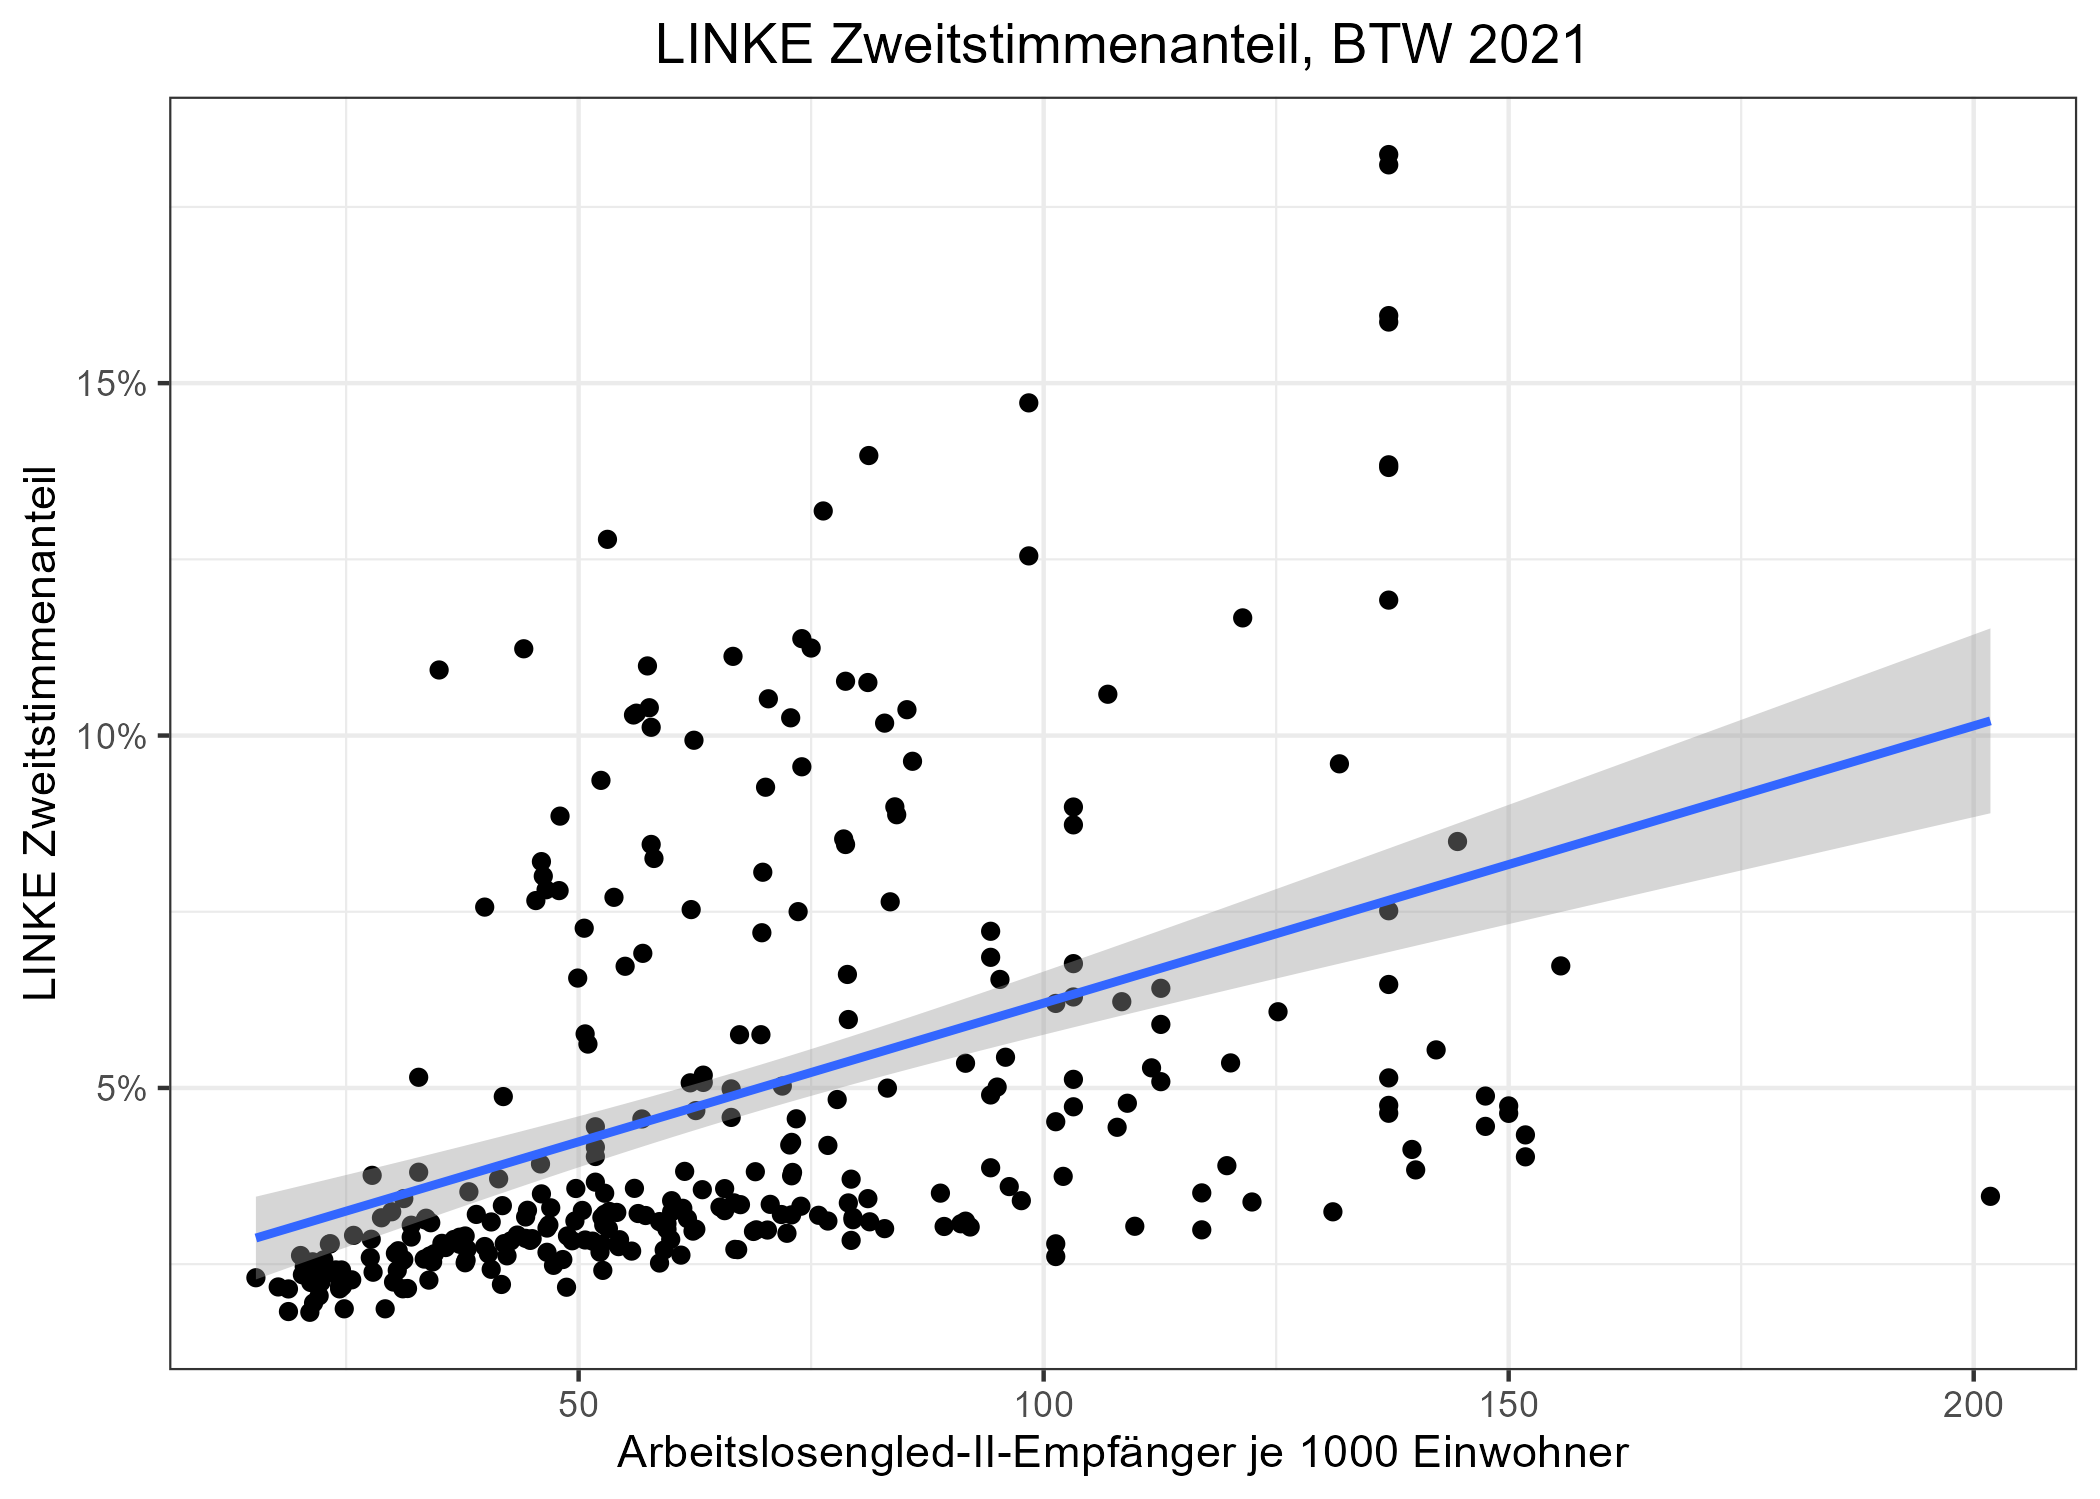 LINKE Zweitstimmenanteil, BTW 2021
LINKE Zweitstimmenanteil
15%
10%
5%
50
100
150
200
Arbeitslosengled-II-Empfänger je 1000 Einwohner